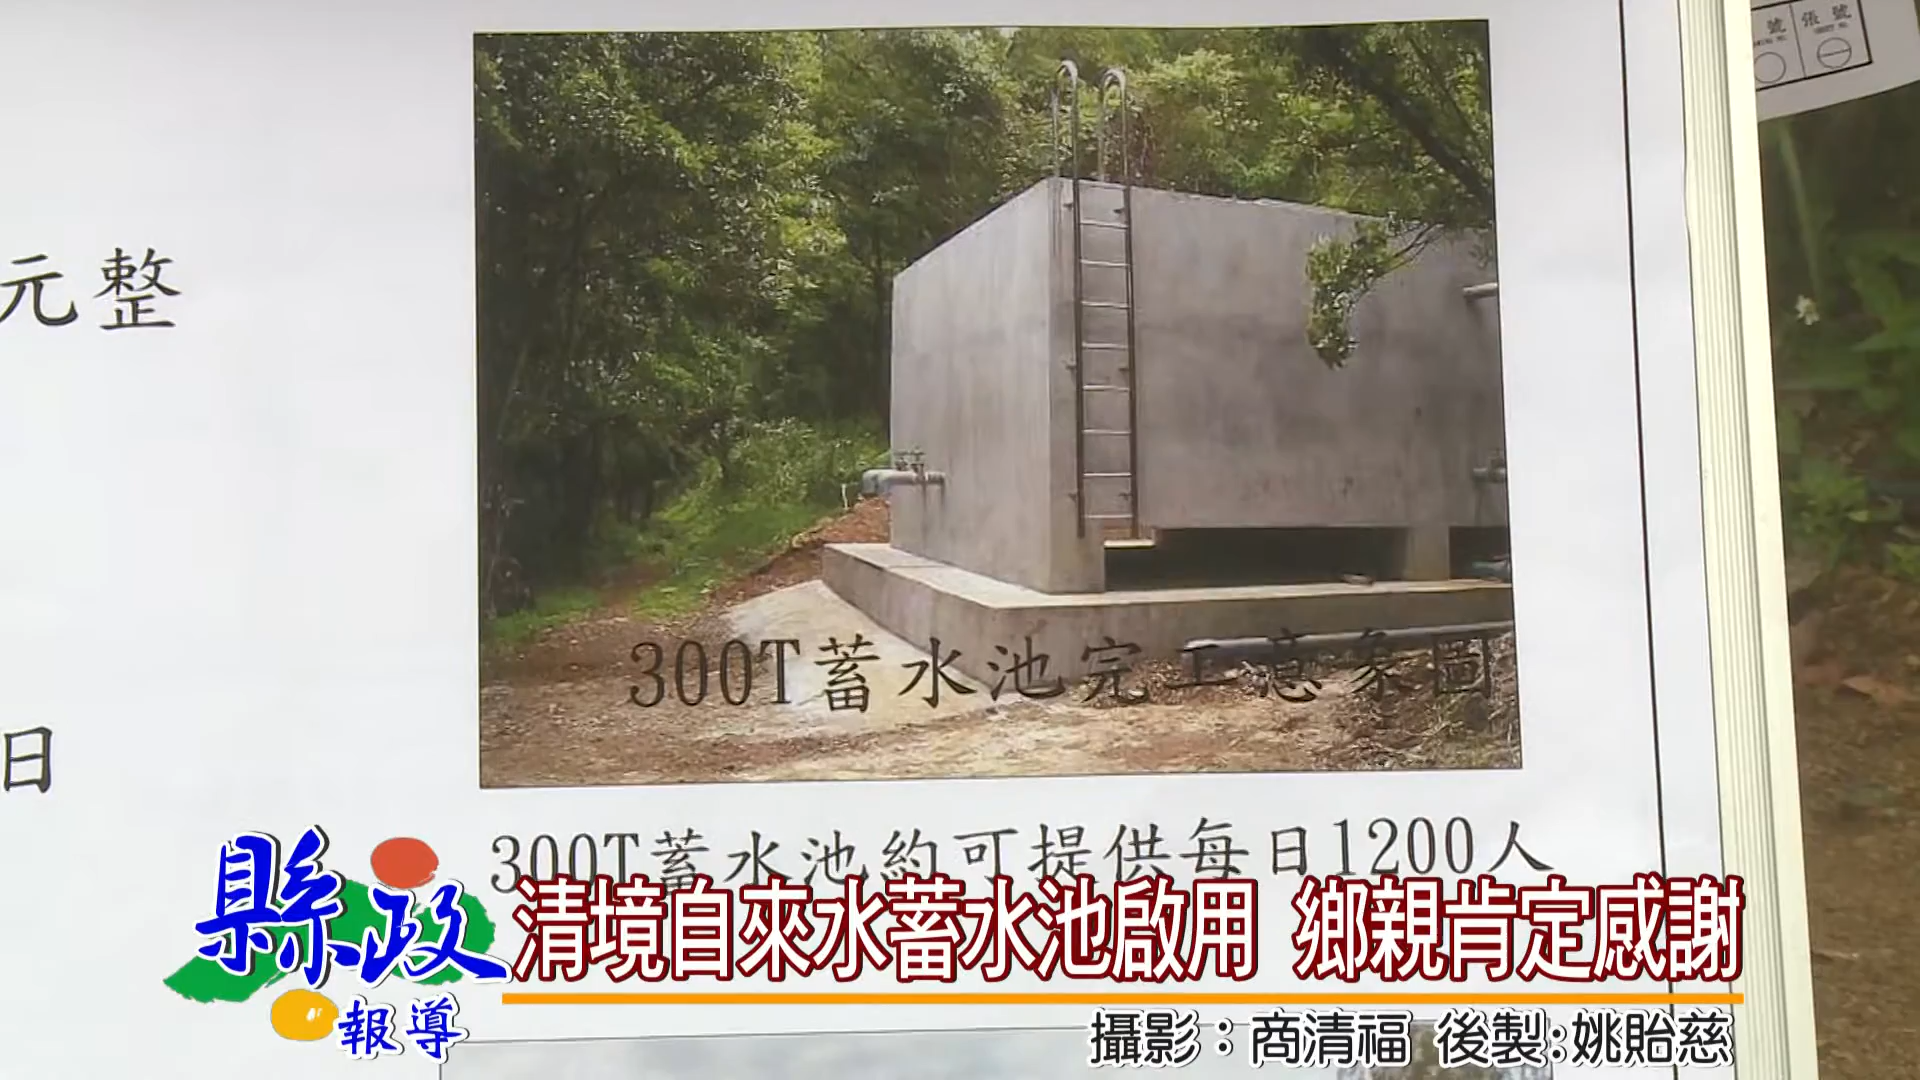 號 張號
元整
300T蓄水池完工意象圖
日
300T蓄水池約可提供每日1200人
縣政
報導
清境自來水蓄水池啟用 鄉親肯定感謝
攝影：商清福 後製:姚貽慈